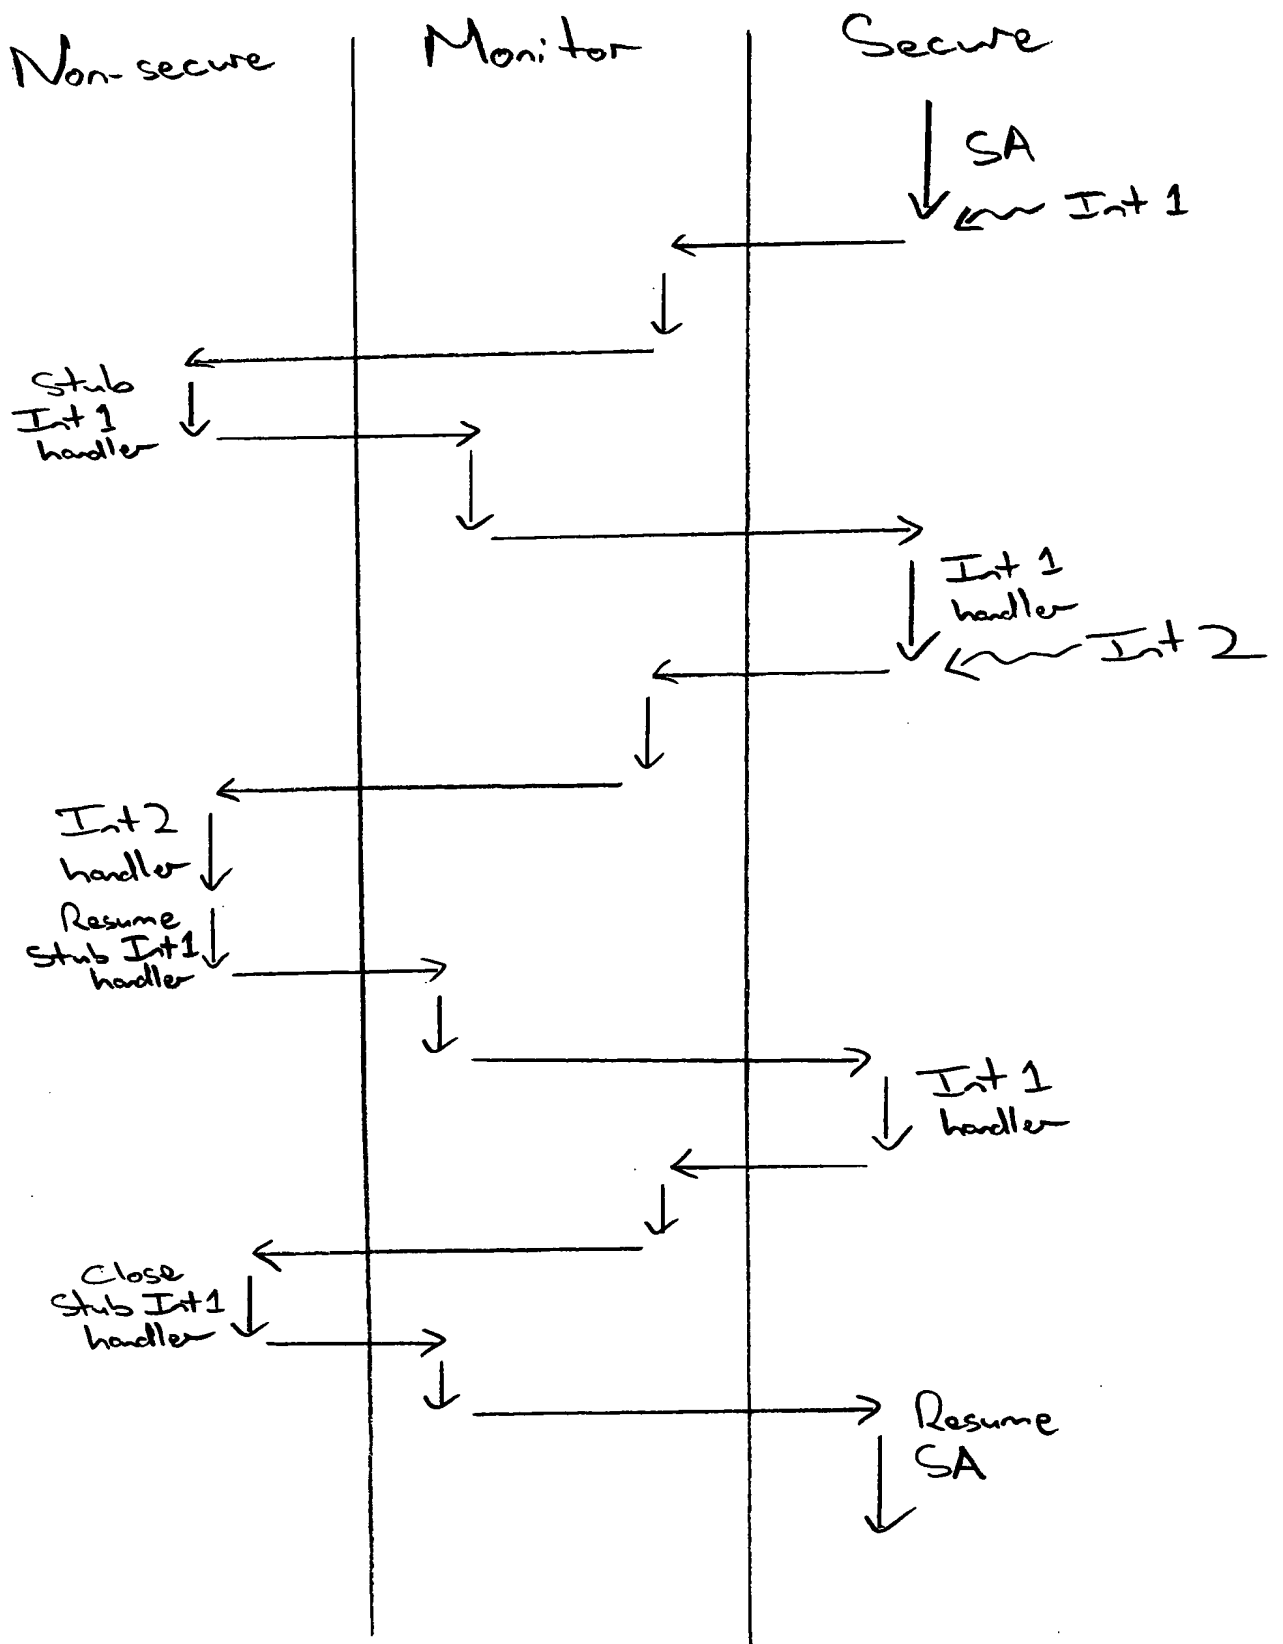 Non-secure
Monitor
Secure
SA
Int 1
Stub
Int 1
handler
Int 1
handler
Int 2
Int 2
handler
Resume
Stub Int 1
handler
Int 1
handler
Close
Stub Int 1
handler
Resume
SA